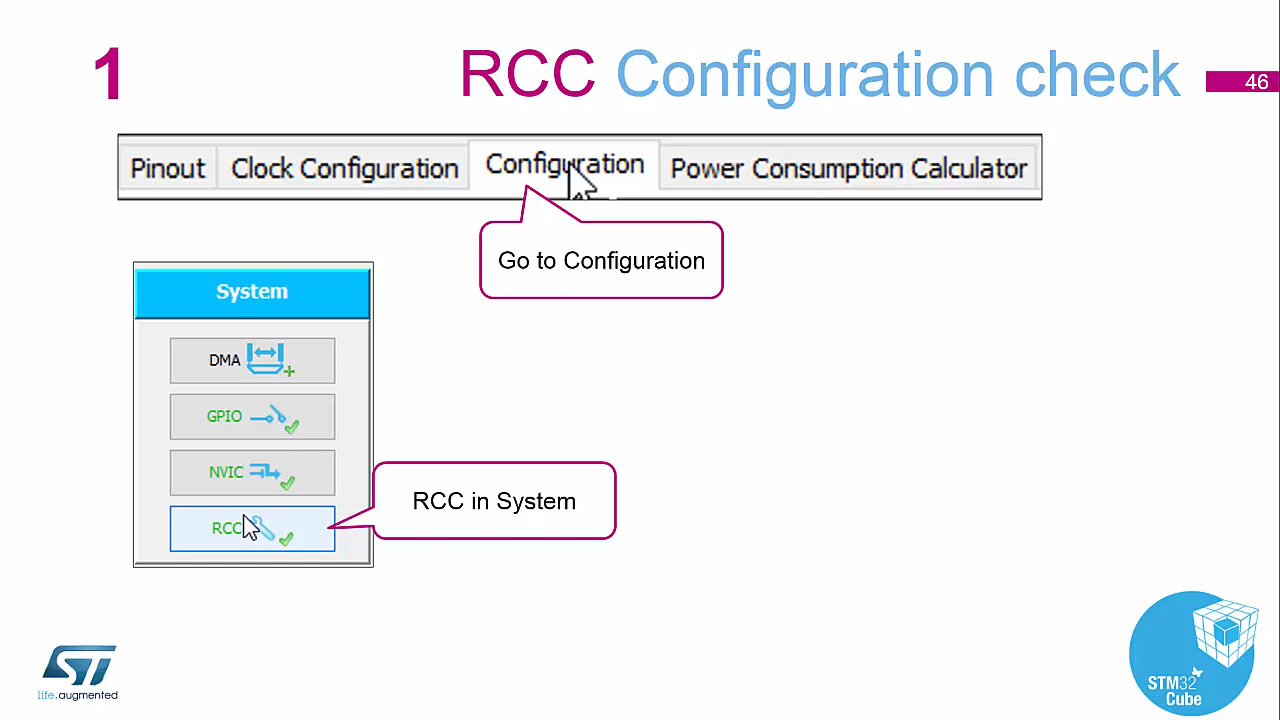 1
RCC Configuration check
46
Pinout
Clock Configuration
Configuration
Power Consumption Calculator
Go to Configuration
System
DMA
GPIO
NVIC
RCC
RCC in System
ST
life.augmented
STM32
Cube